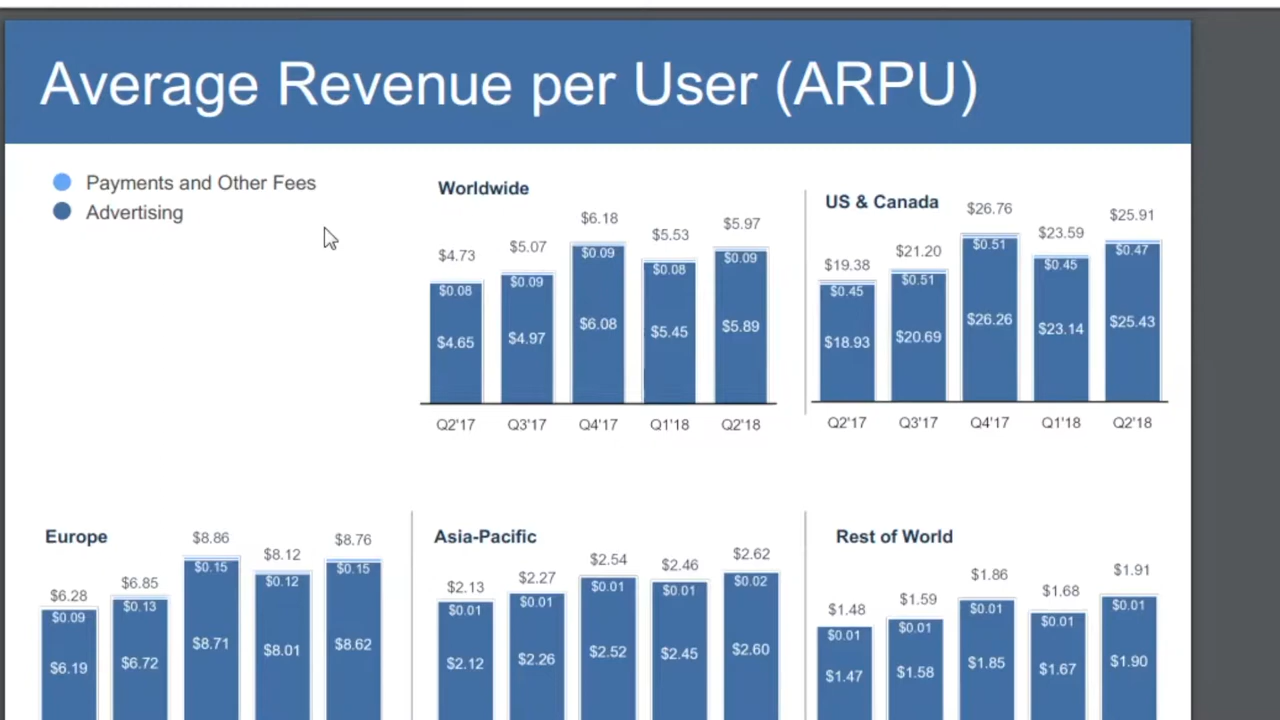 Average Revenue per User (ARPU)
Payments and Other Fees
Advertising
Worldwide
$4.73 $5.07 $6.18 $5.53 $5.97
$0.08 $0.09 $0.09 $0.08 $0.09
$4.65 $4.97 $6.08 $5.45 $5.89
Q2'17 Q3'17 Q4'17 Q1'18 Q2'18
US & Canada
$19.38 $21.20 $26.76 $23.59 $25.91
$0.45 $0.51 $0.51 $0.45 $0.47
$18.93 $20.69 $26.26 $23.14 $25.43
Q2'17 Q3'17 Q4'17 Q1'18 Q2'18
Europe
$6.28 $6.85 $8.86 $8.12 $8.76
$0.09 $0.13 $0.15 $0.12 $0.15
$6.19 $6.72 $8.71 $8.01 $8.62
Asia-Pacific
$2.13 $2.27 $2.54 $2.46 $2.62
$0.01 $0.01 $0.01 $0.01 $0.02
$2.12 $2.26 $2.52 $2.45 $2.60
Rest of World
$1.48 $1.59 $1.86 $1.68 $1.91
$0.01 $0.01 $0.01 $0.01 $0.01
$1.47 $1.58 $1.85 $1.67 $1.90